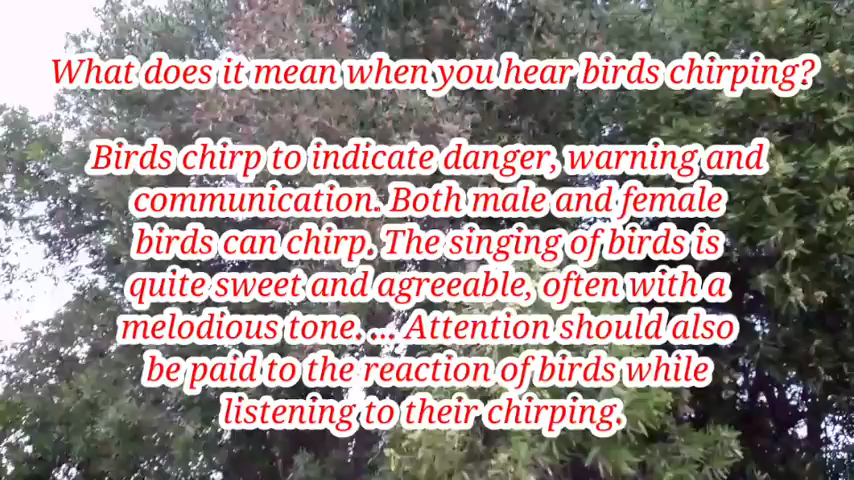 What does it mean when you hear birds chirping?
Birds chirp to indicate danger, warning and
communication. Both male and female
birds can chirp. The singing of birds is
quite sweet and agreeable, often with a
melodious tone. ... Attention should also
be paid to the reaction of birds while
listening to their chirping.